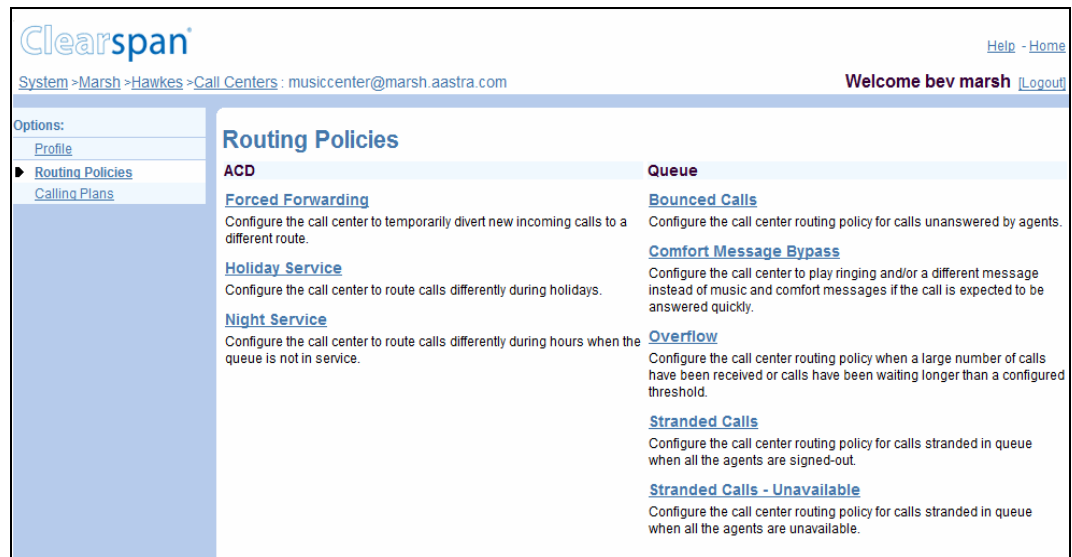 Clearspan®
Help - Home
System >Marsh >Hawkes >Call Centers : musiccenter@marsh.aastra.com
Welcome bev marsh [Logout]
Options:
Profile
Routing Policies
Calling Plans
Routing Policies
ACD
Forced Forwarding
Configure the call center to temporarily divert new incoming calls to a
different route.
Holiday Service
Configure the call center to route calls differently during holidays.
Night Service
Configure the call center to route calls differently during hours when the
queue is not in service.
Queue
Bounced Calls
Configure the call center routing policy for calls unanswered by agents.
Comfort Message Bypass
Configure the call center to play ringing and/or a different message
instead of music and comfort messages if the call is expected to be
answered quickly.
Overflow
Configure the call center routing policy when a large number of calls
have been received or calls have been waiting longer than a configured
threshold.
Stranded Calls
Configure the call center routing policy for calls stranded in queue
when all the agents are signed-out.
Stranded Calls - Unavailable
Configure the call center routing policy for calls stranded in queue
when all the agents are unavailable.